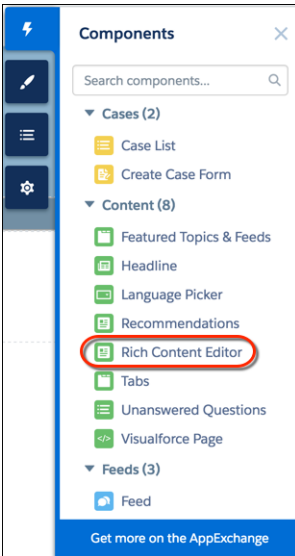 Components
Search components...
Cases (2)
Case List
Create Case Form
Content (8)
Featured Topics & Feeds
Headline
Language Picker
Recommendations
Rich Content Editor
Tabs
Unanswered Questions
Visualforce Page
Feeds (3)
Feed
Get more on the AppExchange